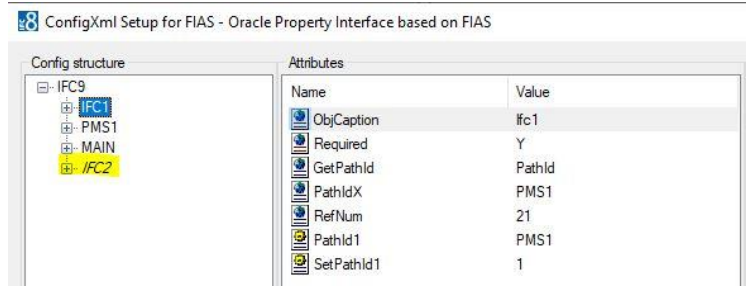 ConfigXml Setup for FIAS - Oracle Property Interface based on FIAS
Config structure
IFC9
IFC1
PMS1
MAIN
IFC2
Attributes
Name Value
ObjCaption Ifc1
Required Y
GetPathId PathId
PathIdX PMS1
RefNum 21
PathId1 PMS1
SetPathId1 1